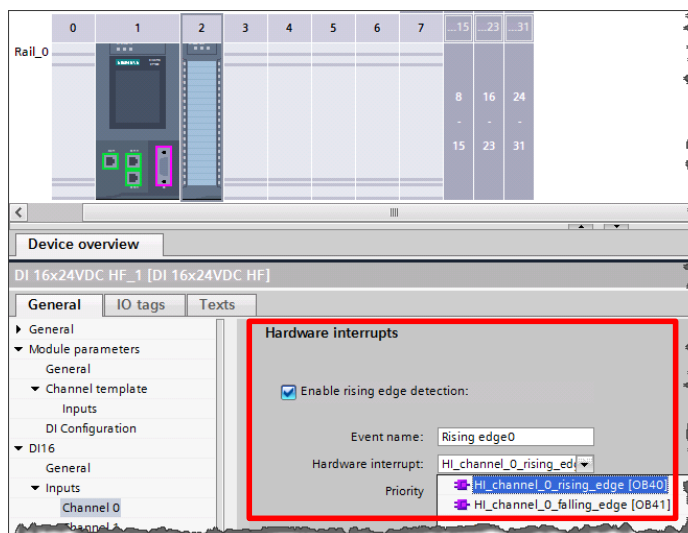 0 1 2 3 4 5 6 7 ...15 ...23 ...31
Rail_0
SIEMENS
8 16 24
- - -
15 23 31
Device overview
DI 16x24VDC HF_1 [DI 16x24VDC HF]
General IO tags Texts
General
Module parameters
General
Channel template
Inputs
DI Configuration
DI16
General
Inputs
Channel 0
Channel 1
Hardware interrupts
Enable rising edge detection:
Event name: Rising edge0
Hardware interrupt: HI_channel_0_rising_ed
Priority HI_channel_0_rising_edge [OB40]
HI_channel_0_falling_edge [OB41]